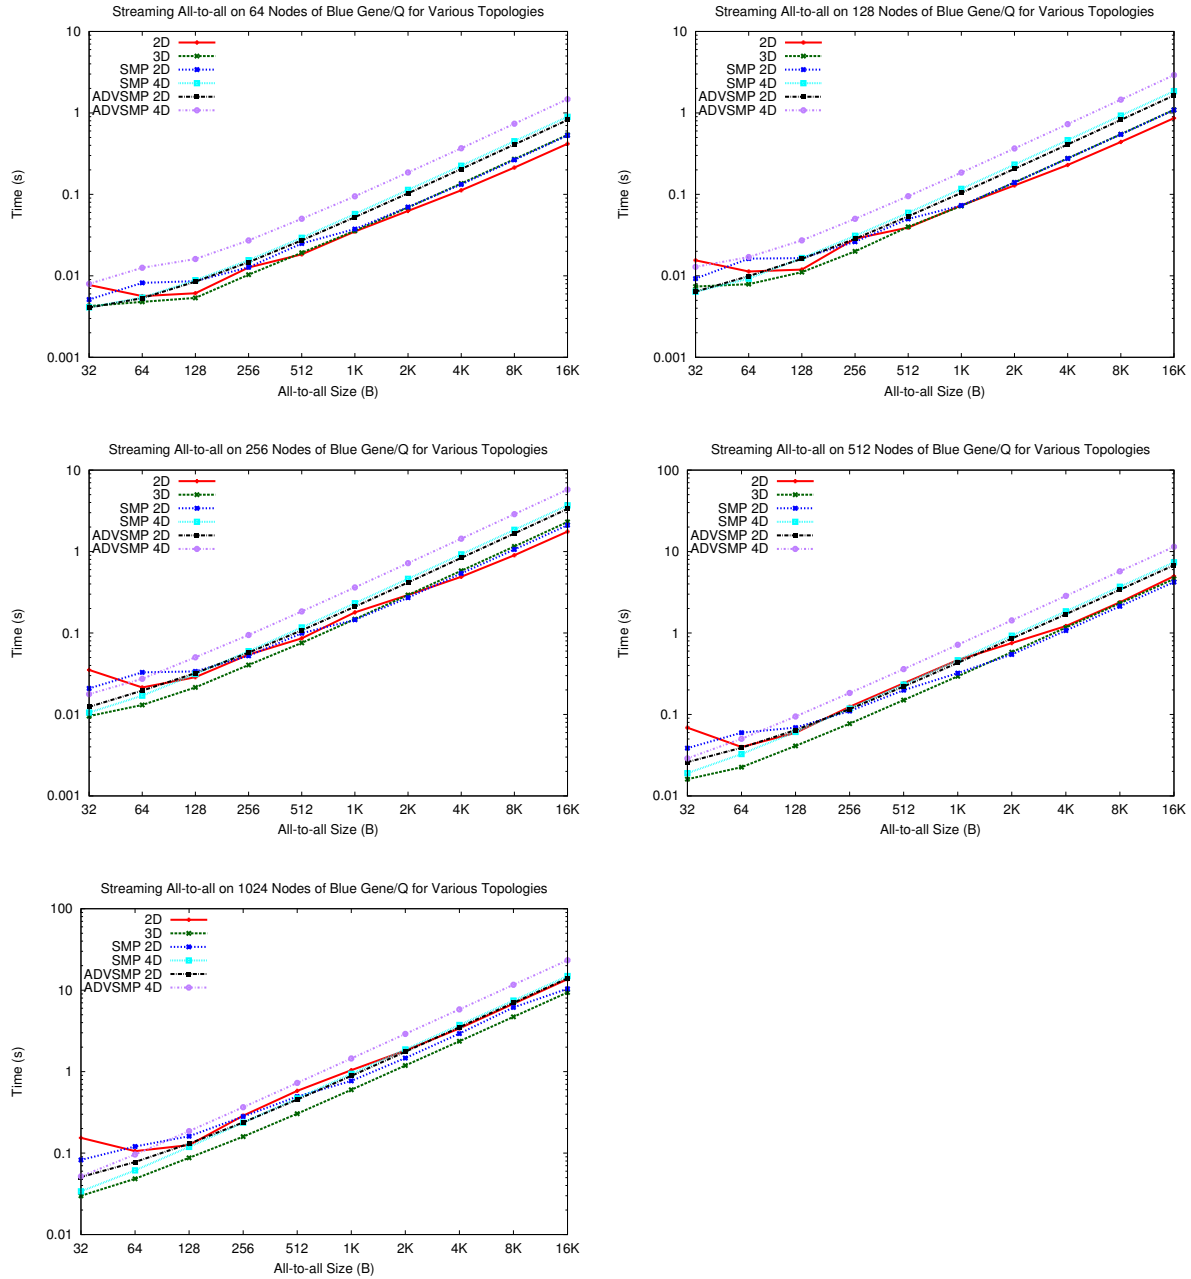 Streaming All-to-all on 64 Nodes of Blue Gene/Q for Various Topologies
10
1
0.1
0.01
0.001
Time (s)
2D
3D
SMP 2D
SMP 4D
ADVSMP 2D
ADVSMP 4D
32 64 128 256 512 1K 2K 4K 8K 16K
All-to-all Size (B)
Streaming All-to-all on 128 Nodes of Blue Gene/Q for Various Topologies
10
1
0.1
0.01
0.001
Time (s)
2D
3D
SMP 2D
SMP 4D
ADVSMP 2D
ADVSMP 4D
32 64 128 256 512 1K 2K 4K 8K 16K
All-to-all Size (B)
Streaming All-to-all on 256 Nodes of Blue Gene/Q for Various Topologies
10
1
0.1
0.01
0.001
Time (s)
2D
3D
SMP 2D
SMP 4D
ADVSMP 2D
ADVSMP 4D
32 64 128 256 512 1K 2K 4K 8K 16K
All-to-all Size (B)
Streaming All-to-all on 512 Nodes of Blue Gene/Q for Various Topologies
100
10
1
0.1
0.01
Time (s)
2D
3D
SMP 2D
SMP 4D
ADVSMP 2D
ADVSMP 4D
32 64 128 256 512 1K 2K 4K 8K 16K
All-to-all Size (B)
Streaming All-to-all on 1024 Nodes of Blue Gene/Q for Various Topologies
100
10
1
0.1
0.01
Time (s)
2D
3D
SMP 2D
SMP 4D
ADVSMP 2D
ADVSMP 4D
32 64 128 256 512 1K 2K 4K 8K 16K
All-to-all Size (B)